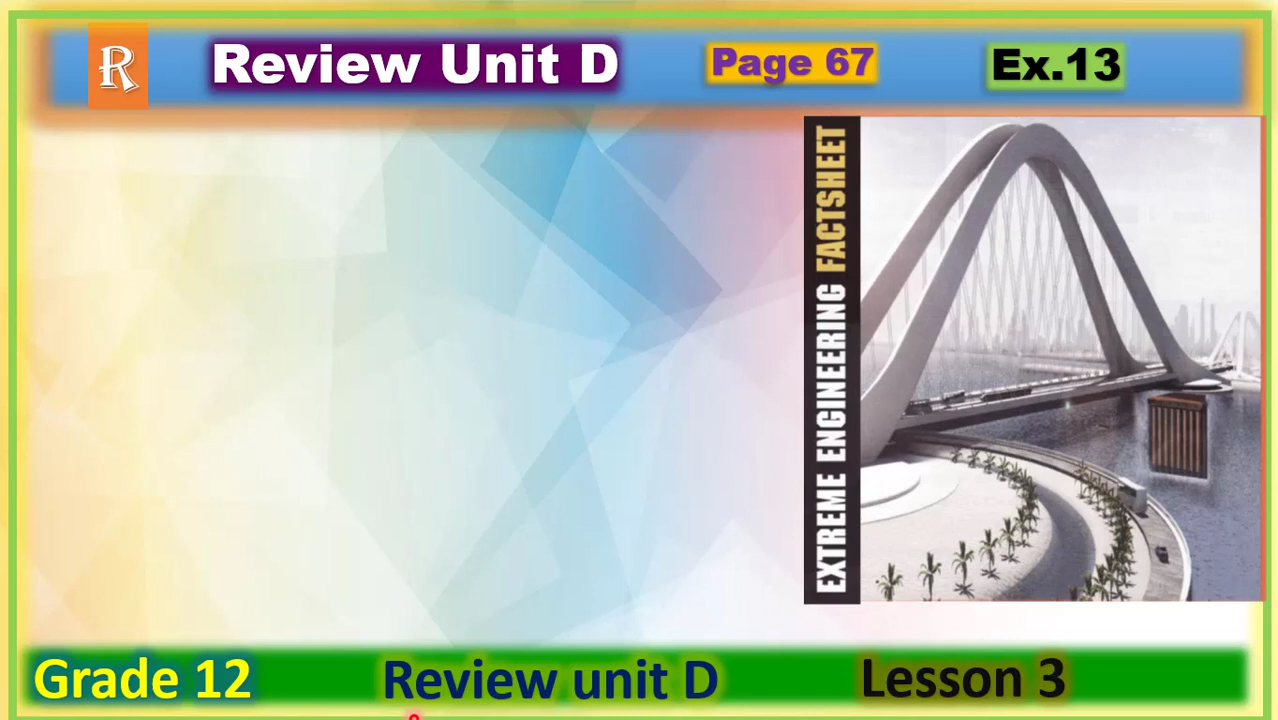 R
Review Unit D
Page 67
Ex.13
EXTREME ENGINEERING FACTSHEET
Grade 12
Review unit D
Lesson 3